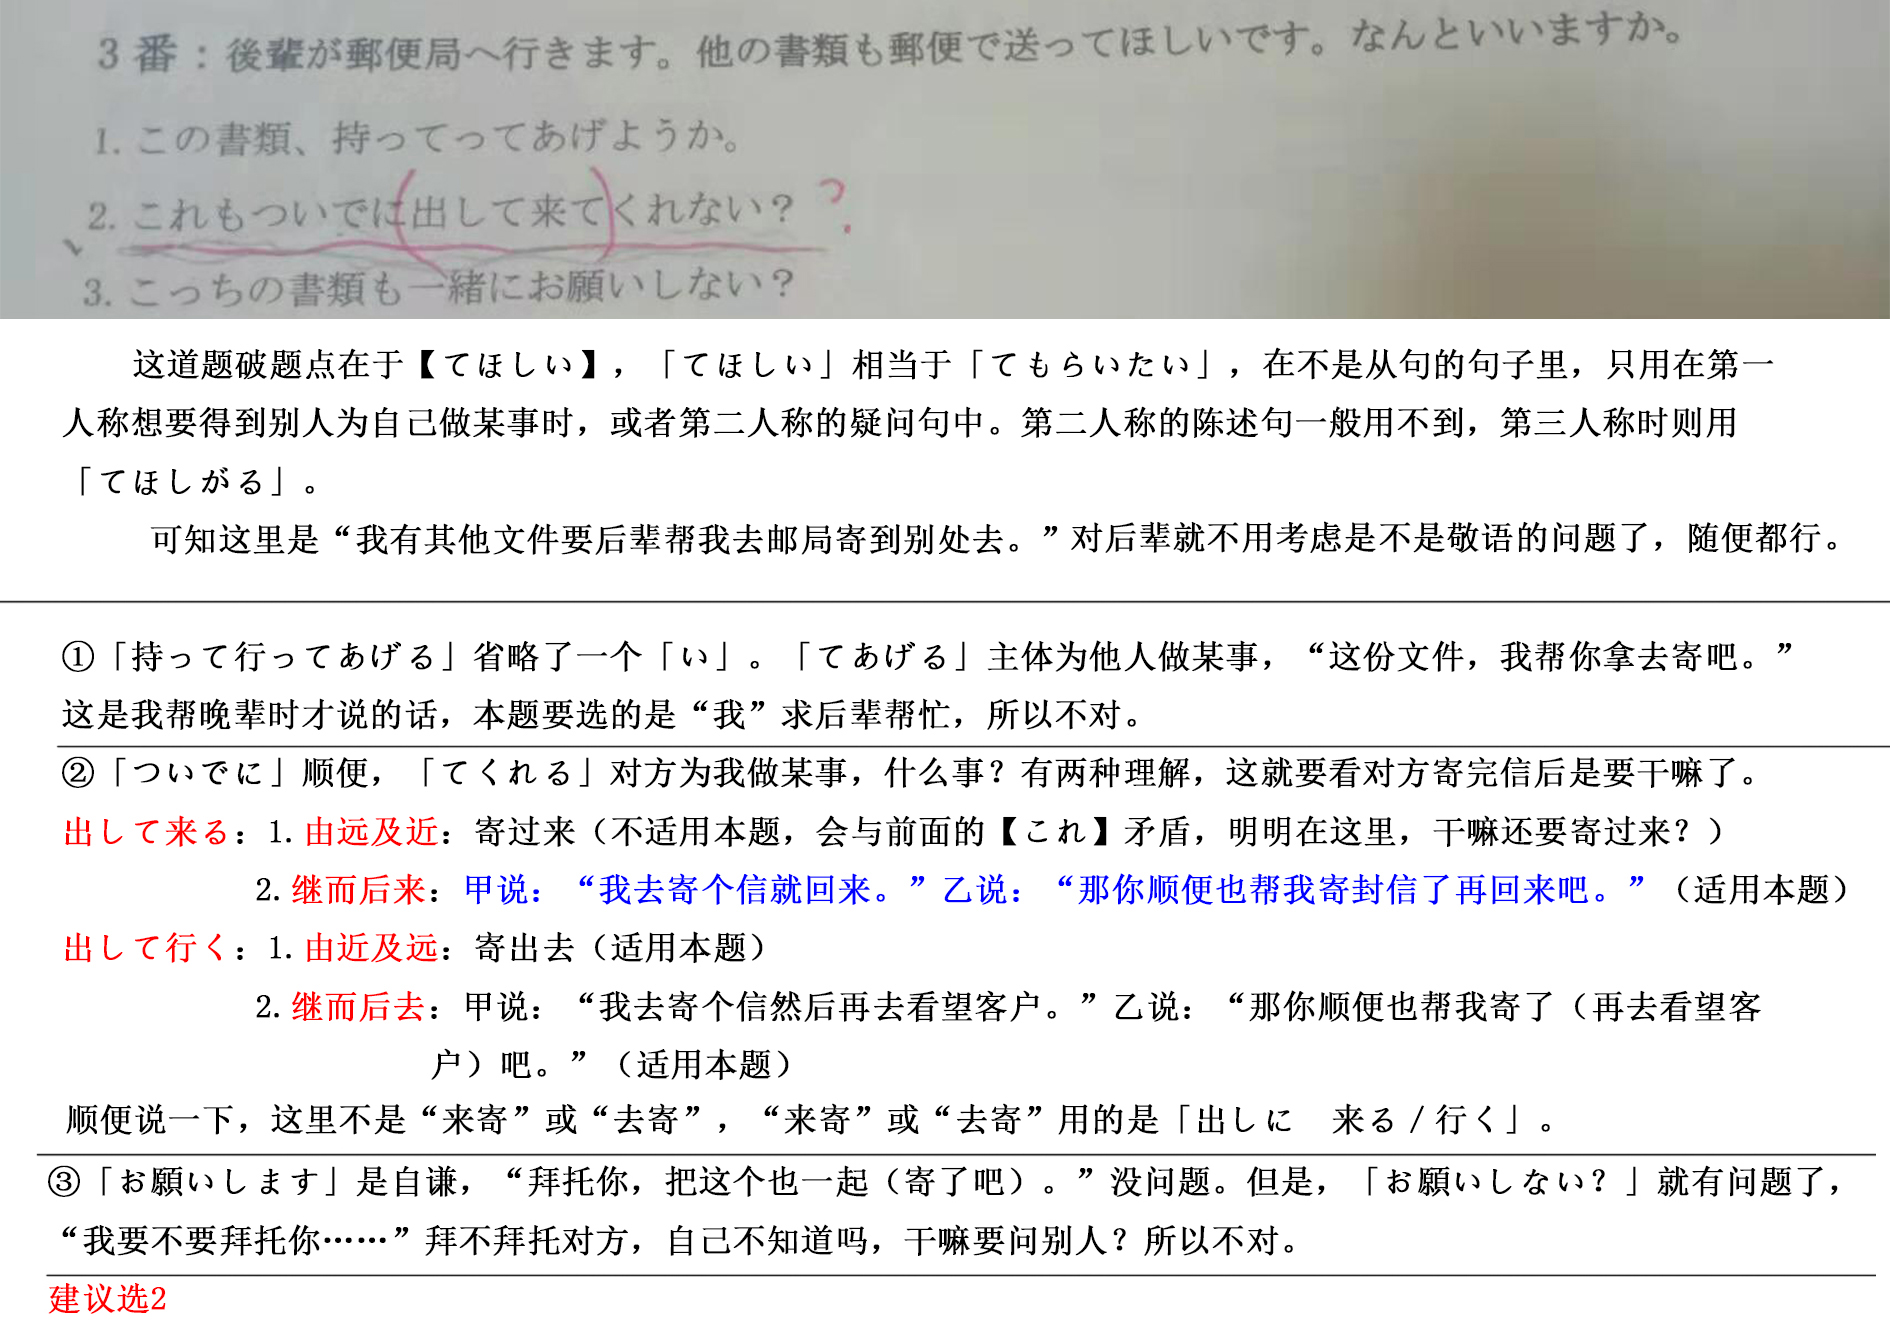 3番：後輩が郵便局へ行きます。他の書類も郵便で送ってほしいです。なんといいますか。
1. この書類、持ってってあげようか。
2. これもついでに(出して来て)くれない？ ?
3. こっちの書類も一緒にお願いしない？
这道题破题点在于【てほしい】，「てほしい」相当于「てもらいたい」，在不是从句的句子里，只用在第一
人称想要得到别人为自己做某事时，或者第二人称的疑问句中。第二人称的陈述句一般用不到，第三人称时则用
「てほしがる」。
可知这里是“我有其他文件要后辈帮我去邮局寄到别处去。”对后辈就不用考虑是不是敬语的问题了，随便都行。
①「持って行ってあげる」省略了一个「い」。「てあげる」主体为他人做某事，“这份文件，我帮你拿去寄吧。”
这是我帮晚辈时才说的话，本题要选的是“我”求后辈帮忙，所以不对。
②「ついでに」顺便，「てくれる」对方为我做某事，什么事？有两种理解，这就要看对方寄完信后是要干嘛了。
出して来る：1. 由远及近：寄过来（不适用本题，会与前面的【これ】矛盾，明明在这里，干嘛还要寄过来？）
2. 继而后来：甲说：“我去寄个信就回来。”乙说：“那你顺便也帮我寄封信了再回来吧。”（适用本题）
出して行く：1. 由近及远：寄出去（适用本题）
2. 继而后去：甲说：“我去寄个信然后再去看望客户。”乙说：“那你顺便也帮我寄了（再去看望客
户）吧。”（适用本题）
顺便说一下，这里不是“来寄”或“去寄”，“来寄”或“去寄”用的是「出しに　来る / 行く」。
③「お願いします」是自谦，“拜托你，把这个也一起（寄了吧）。”没问题。但是，「お願いしない？」就有问题了，
“我要不要拜托你……”拜不拜托对方，自己不知道吗，干嘛要问别人？所以不对。
建议选2